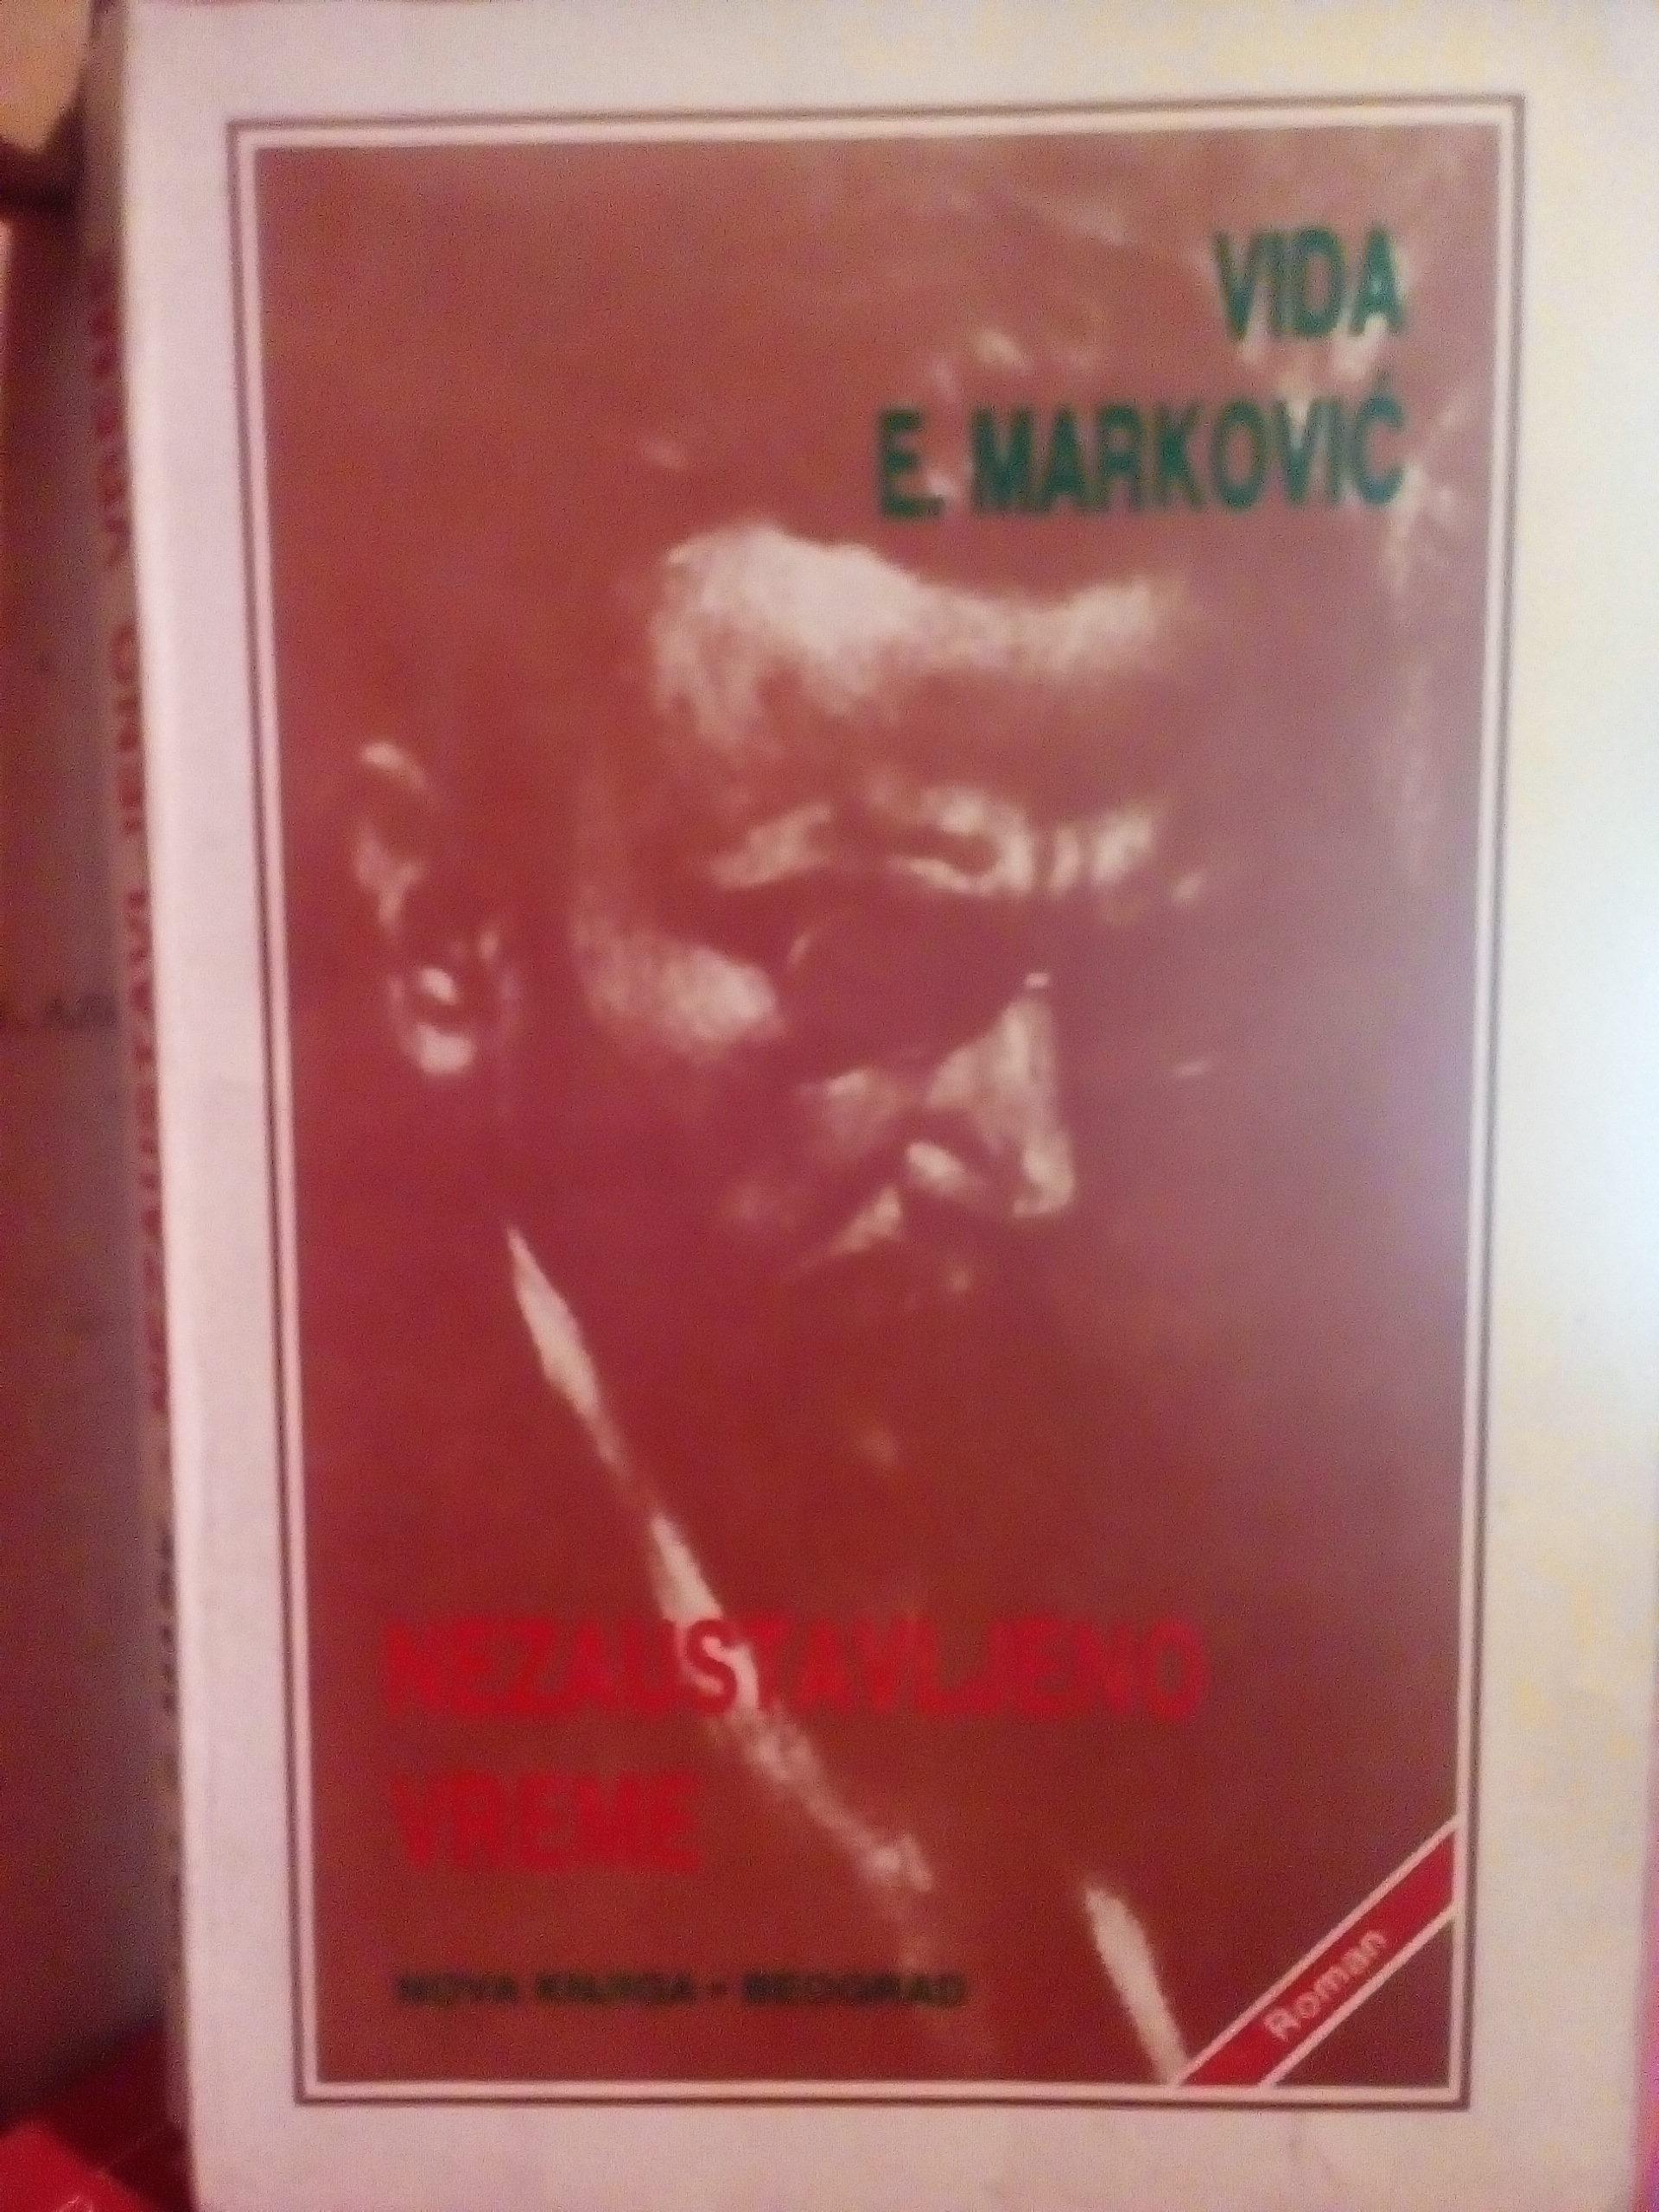 VIDA
E. MARKOVIĆ
NEZAUSTAVLJENO
VREME
NOVA KNJIGA • BEOGRAD
Roman